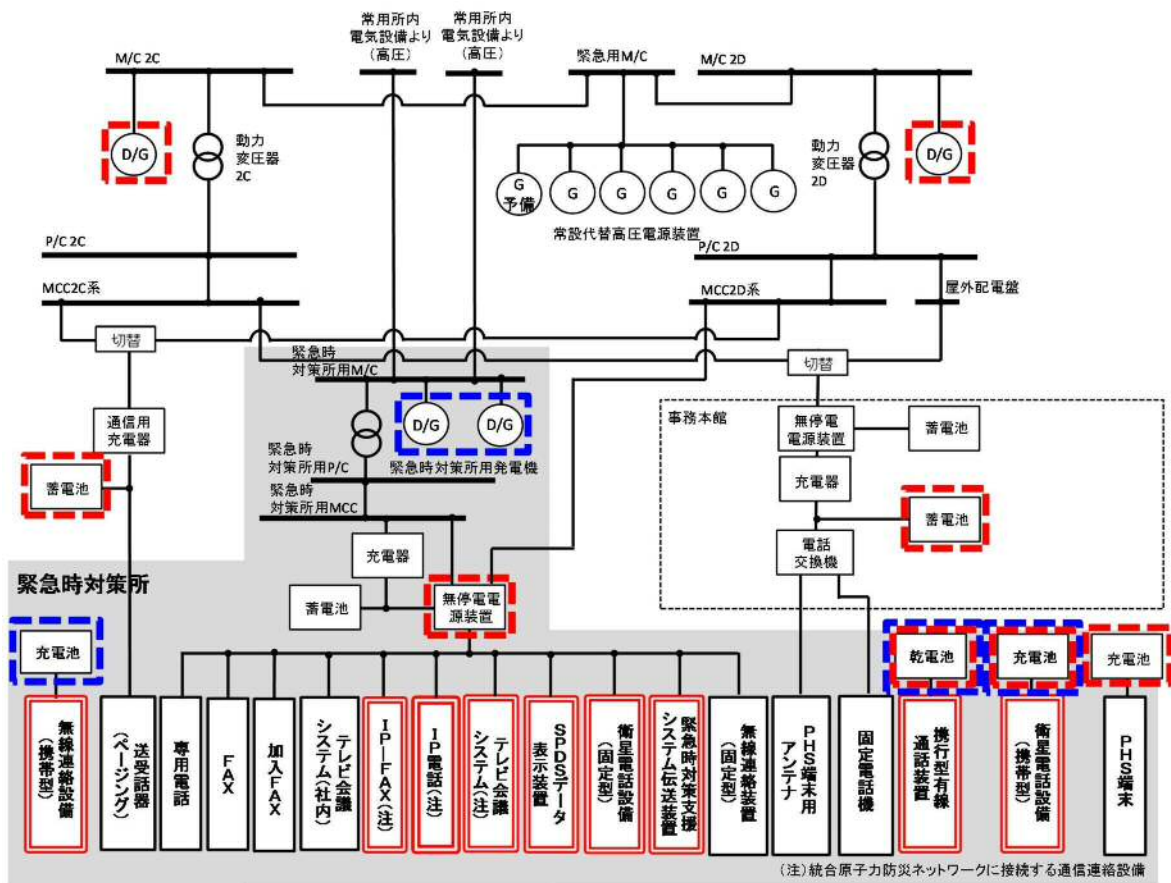 常用所内
電気設備より
(高圧)
常用所内
電気設備より
(高圧)
M/C 2C
緊急用M/C
M/C 2D
D/G
動力
変圧器
2C
G
予備
G
G
G
G
G
常設代替高圧電源装置
動力
変圧器
2D
D/G
P/C 2C
P/C 2D
MCC2C系
MCC2D系
屋外配電盤
切替
切替
緊急時
対策所用M/C
D/G
D/G
緊急時対策所用発電機
通信用
充電器
蓄電池
緊急時
対策所用P/C
緊急時
対策所用MCC
充電器
蓄電池
無停電電
源装置
事務本館
無停電
電源装置
蓄電池
充電器
蓄電池
電話
交換機
緊急時対策所
充電池
乾電池
充電池
充電池
無線連絡設備
(携帯型)
送受話器
(ページング)
専用電話
FAX
加入FAX
テレビ会議
システム(社内)
IP-FAX(注)
IP電話(注)
テレビ会議
システム(注)
SPDSデータ
表示装置
衛星電話設備
(固定型)
緊急時対策支援
システム伝送装置
無線連絡装置
(固定型)
PHS端末用
アンテナ
固定電話機
携行型有線
通話装置
衛星電話設備
(携帯型)
PHS端末
(注)統合原子力防災ネットワークに接続する通信連絡設備